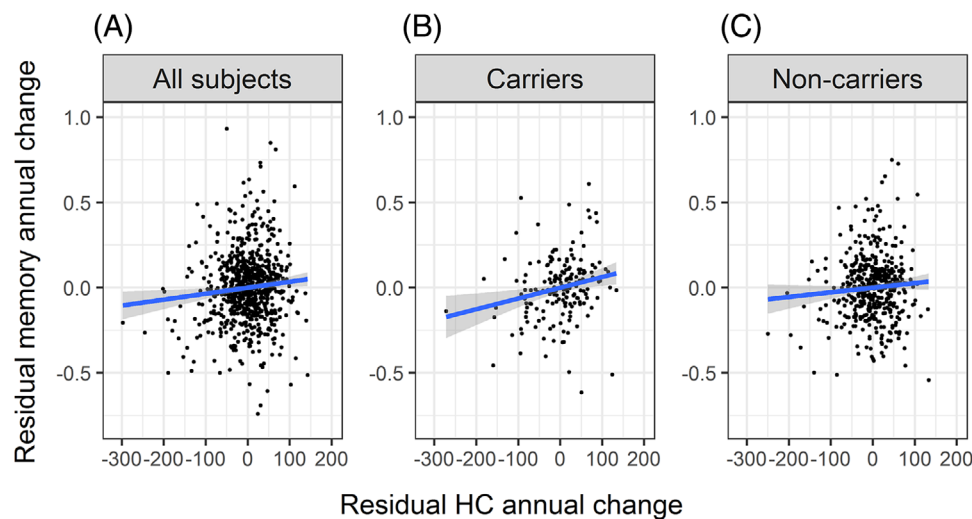 (A) (B) (C)
All subjects Carriers Non-carriers
Residual memory annual change
1.0 1.0 1.0
0.5 0.5 0.5
0.0 0.0 0.0
-0.5 -0.5 -0.5
-300 -200 -100 0 100 200 -300 -200 -100 0 100 200 -300 -200 -100 0 100 200
Residual HC annual change